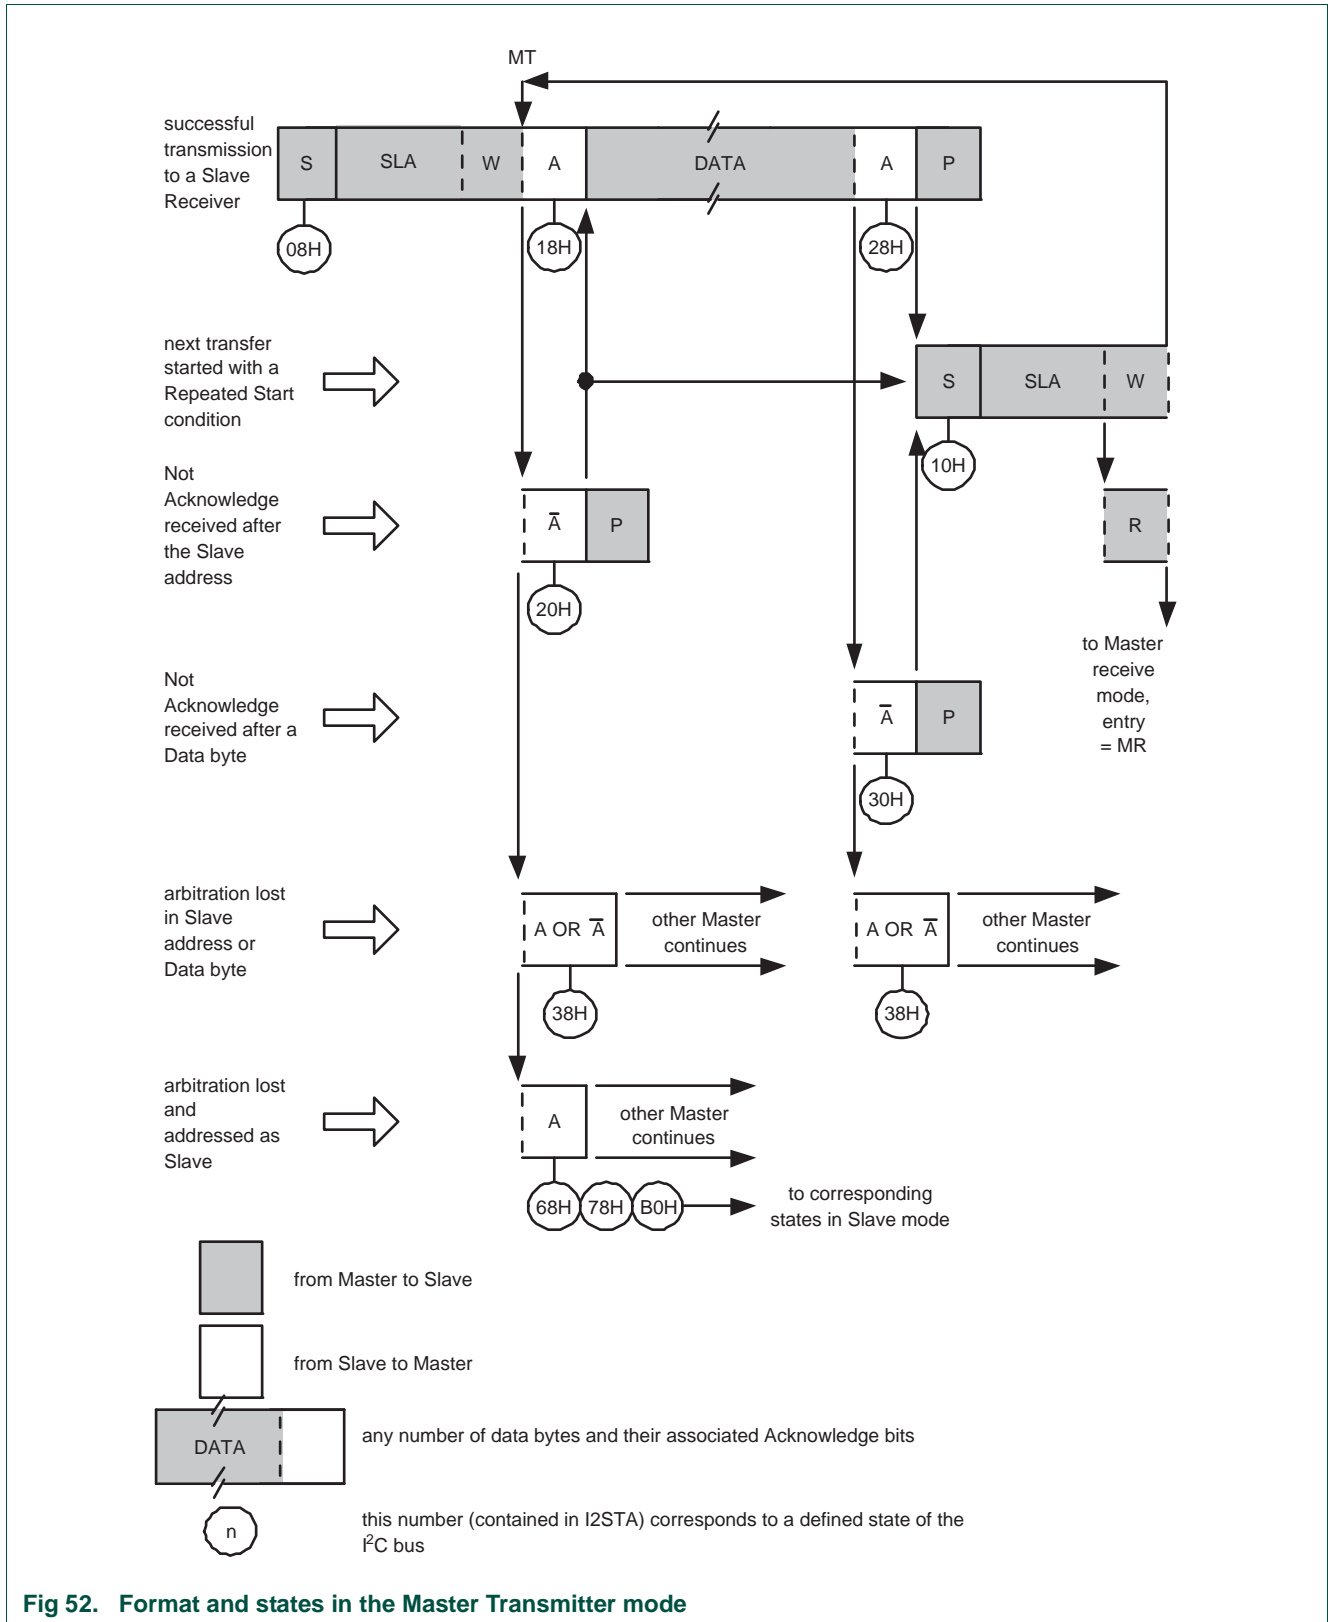 MT
successful
transmission
to a Slave
Receiver
S SLA W A DATA A P
08H 18H 28H
next transfer
started with a
Repeated Start
condition
S SLA W
10H
Not
Acknowledge
received after
the Slave
address
A̅ P
R
20H
to Master
receive
mode,
entry
= MR
Not
Acknowledge
received after a
Data byte
A̅ P
30H
arbitration lost
in Slave
address or
Data byte
A OR A̅
other Master
continues
A OR A̅
other Master
continues
38H 38H
arbitration lost
and
addressed as
Slave
A
other Master
continues
68H 78H B0H
to corresponding
states in Slave mode
from Master to Slave
from Slave to Master
DATA
any number of data bytes and their associated Acknowledge bits
n
this number (contained in I2STA) corresponds to a defined state of the
I²C bus
Fig 52. Format and states in the Master Transmitter mode